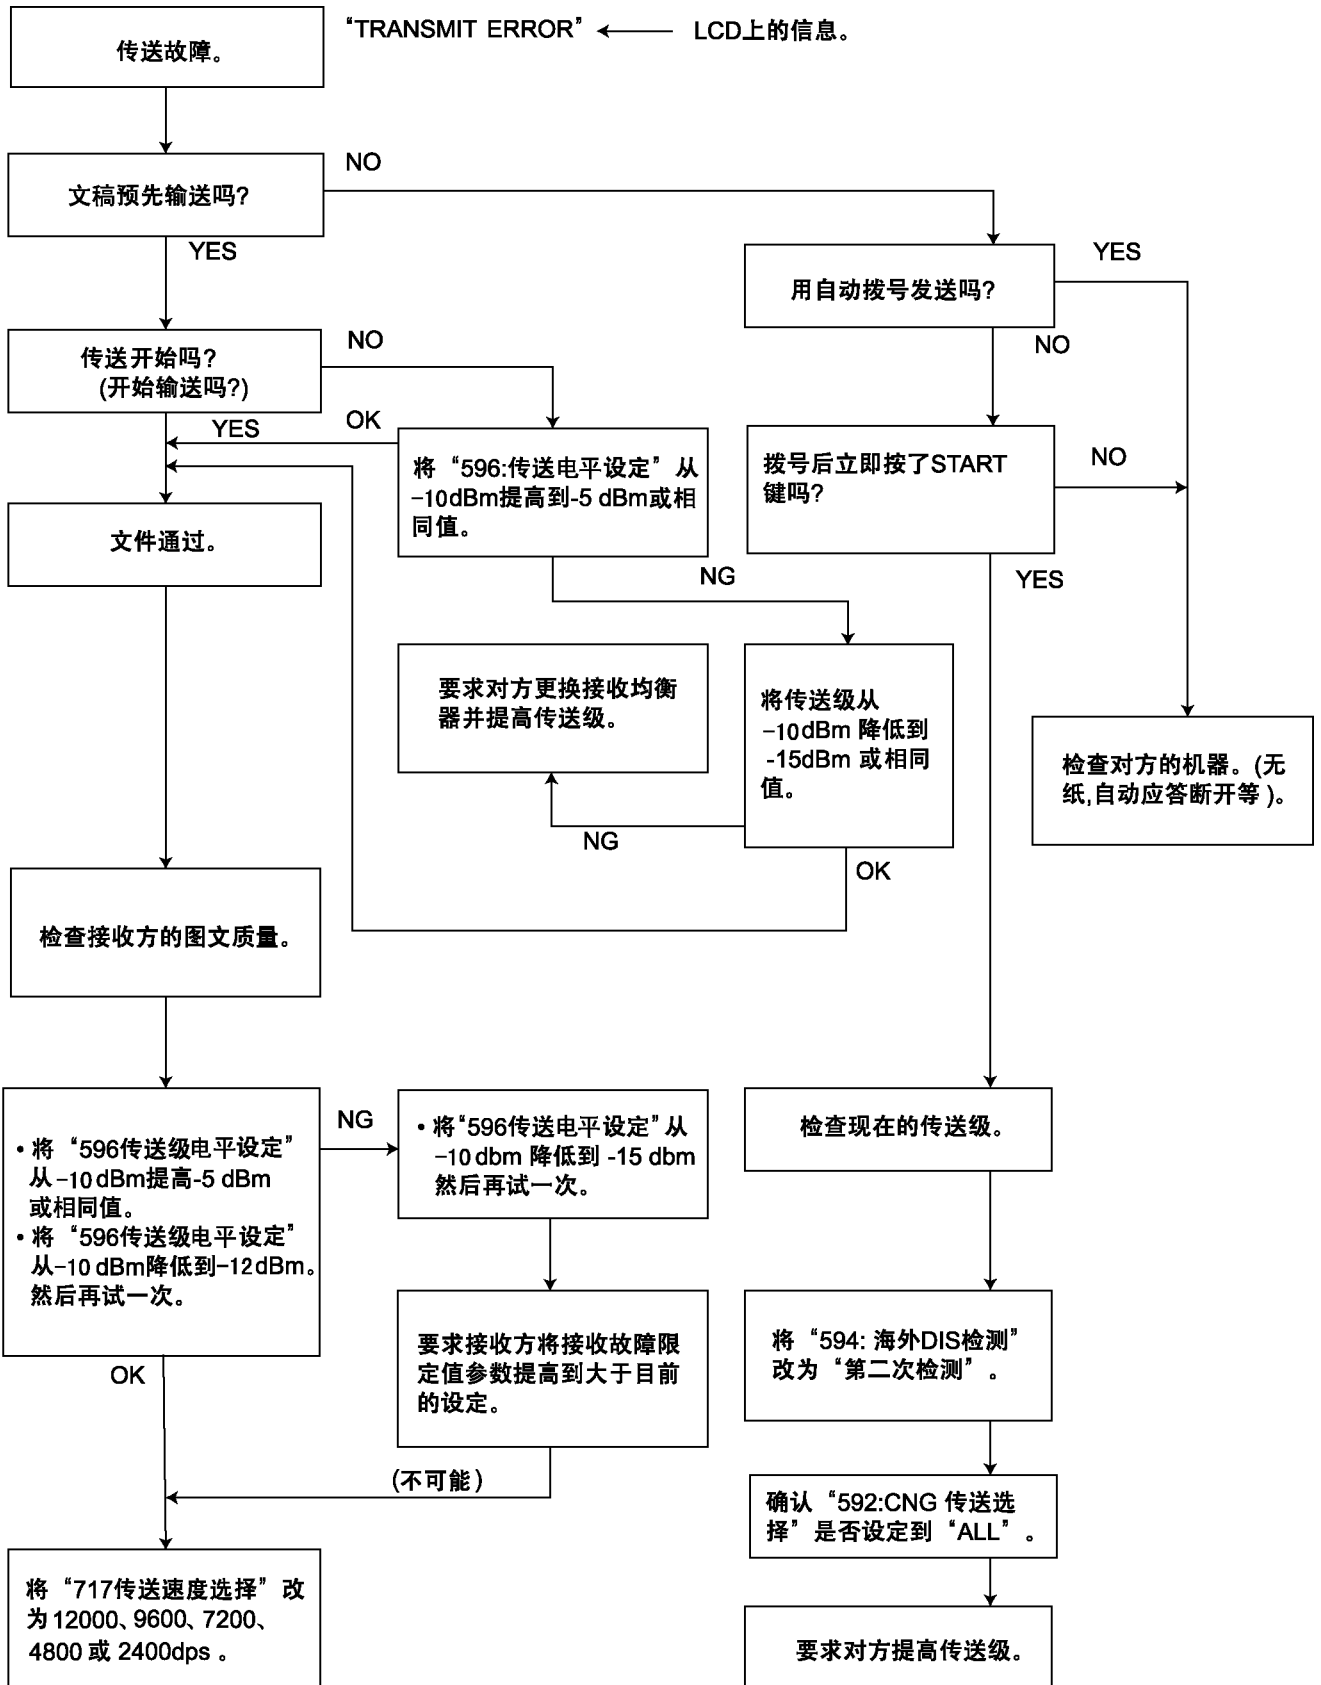 传送故障。
“TRANSMIT ERROR” ← LCD上的信息。
文稿预先输送吗?
NO
YES
用自动拨号发送吗?
YES
NO
传送开始吗?
(开始输送吗?)
NO
YES
OK
将“596:传送电平设定”从
-10dBm提高到-5 dBm或相
同值。
拨号后立即按了START
键吗?
NO
YES
文件通过。
NG
要求对方更换接收均衡
器并提高传送级。
将传送级从
-10dBm 降低到
-15dBm 或相同
值。
NG
OK
检查对方的机器。(无
纸,自动应答断开等)。
检查接收方的图文质量。
• 将“596传送级电平设定”
从-10dBm提高-5 dBm
或相同值。
• 将“596传送级电平设定”
从-10 dBm降低到-12dBm。
然后再试一次。
NG
OK
• 将“596传送电平设定”从
-10 dbm 降低到 -15 dbm
然后再试一次。
要求接收方将接收故障限
定值参数提高到大于目前
的设定。
(不可能)
将“717传送速度选择”改
为12000、9600、7200、
4800 或 2400dps。
检查现在的传送级。
将“594: 海外DIS检测”
改为“第二次检测”。
确认“592:CNG 传送选
择”是否设定到“ALL”。
要求对方提高传送级。